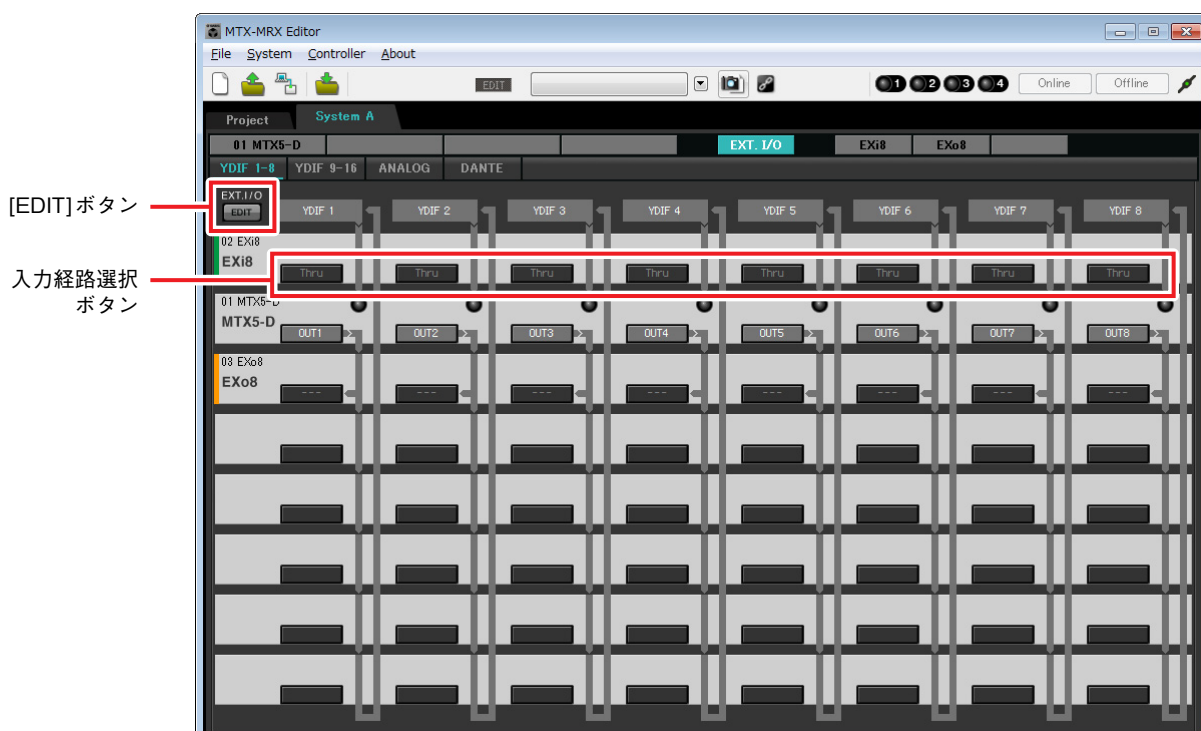 MTX-MRX Editor
File System Controller About
EDIT 1 2 3 4 Online Offline
Project System A
01 MTX5-D EXT. I/O EXi8 EXo8
YDIF 1-8 YDIF 9-16 ANALOG DANTE
[EDIT] ボタン
EXT.I/O
EDIT
YDIF 1 YDIF 2 YDIF 3 YDIF 4 YDIF 5 YDIF 6 YDIF 7 YDIF 8
02 EXi8
EXi8
入力経路選択
ボタン
Thru Thru Thru Thru Thru Thru Thru Thru
01 MTX5-D
MTX5-D
OUT1 OUT2 OUT3 OUT4 OUT5 OUT6 OUT7 OUT8
03 EXo8
EXo8
--- --- --- --- --- --- --- ---